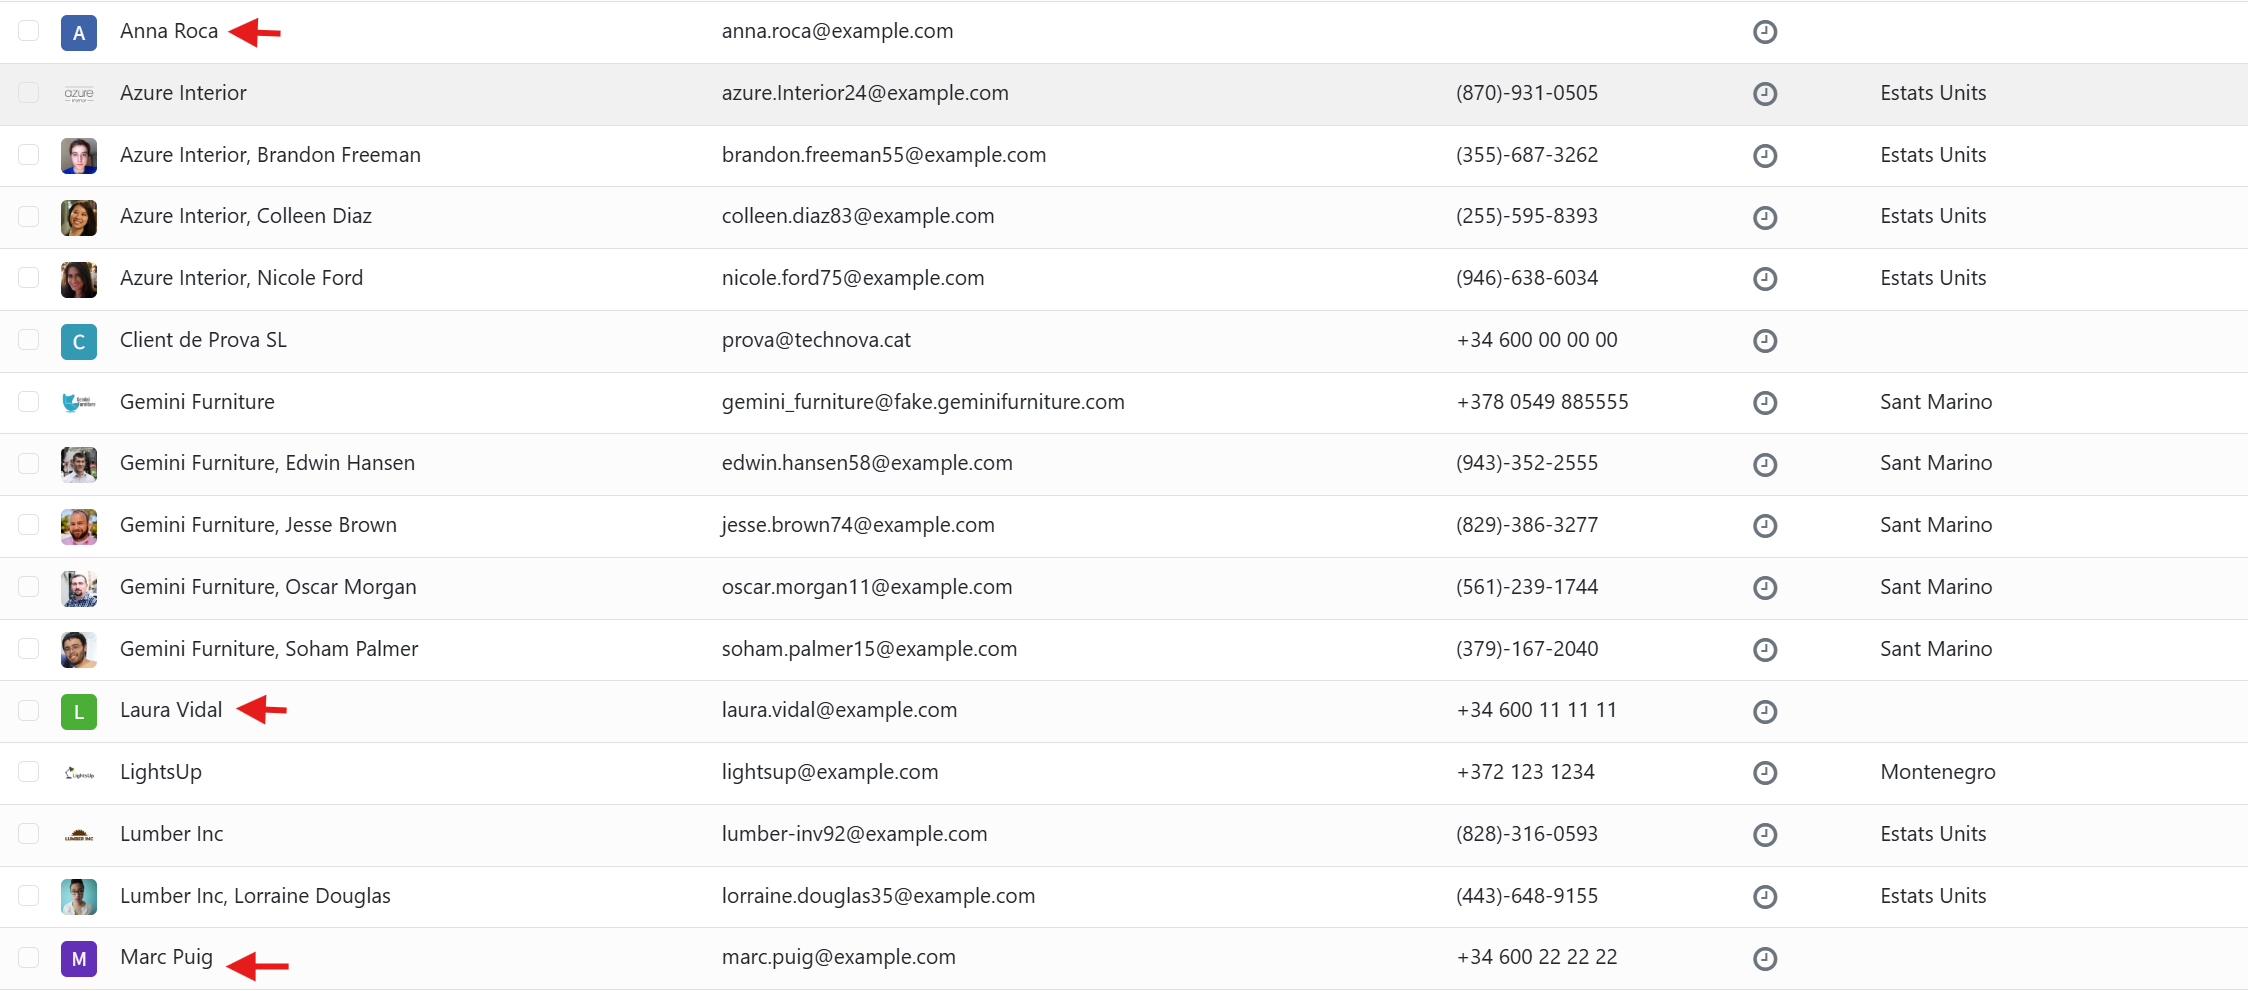 A Anna Roca anna.roca@example.com
azure interior Azure Interior azure.Interior24@example.com (870)-931-0505 Estats Units
Azure Interior, Brandon Freeman brandon.freeman55@example.com (355)-687-3262 Estats Units
Azure Interior, Colleen Diaz colleen.diaz83@example.com (255)-595-8393 Estats Units
Azure Interior, Nicole Ford nicole.ford75@example.com (946)-638-6034 Estats Units
C Client de Prova SL prova@technova.cat +34 600 00 00 00
Gemini Furniture Gemini Furniture gemini_furniture@fake.geminifurniture.com +378 0549 885555 Sant Marino
Gemini Furniture, Edwin Hansen edwin.hansen58@example.com (943)-352-2555 Sant Marino
Gemini Furniture, Jesse Brown jesse.brown74@example.com (829)-386-3277 Sant Marino
Gemini Furniture, Oscar Morgan oscar.morgan11@example.com (561)-239-1744 Sant Marino
Gemini Furniture, Soham Palmer soham.palmer15@example.com (379)-167-2040 Sant Marino
L Laura Vidal laura.vidal@example.com +34 600 11 11 11
LightsUp LightsUp lightsup@example.com +372 123 1234 Montenegro
LUMBER INC Lumber Inc lumber-inv92@example.com (828)-316-0593 Estats Units
Lumber Inc, Lorraine Douglas lorraine.douglas35@example.com (443)-648-9155 Estats Units
M Marc Puig marc.puig@example.com +34 600 22 22 22